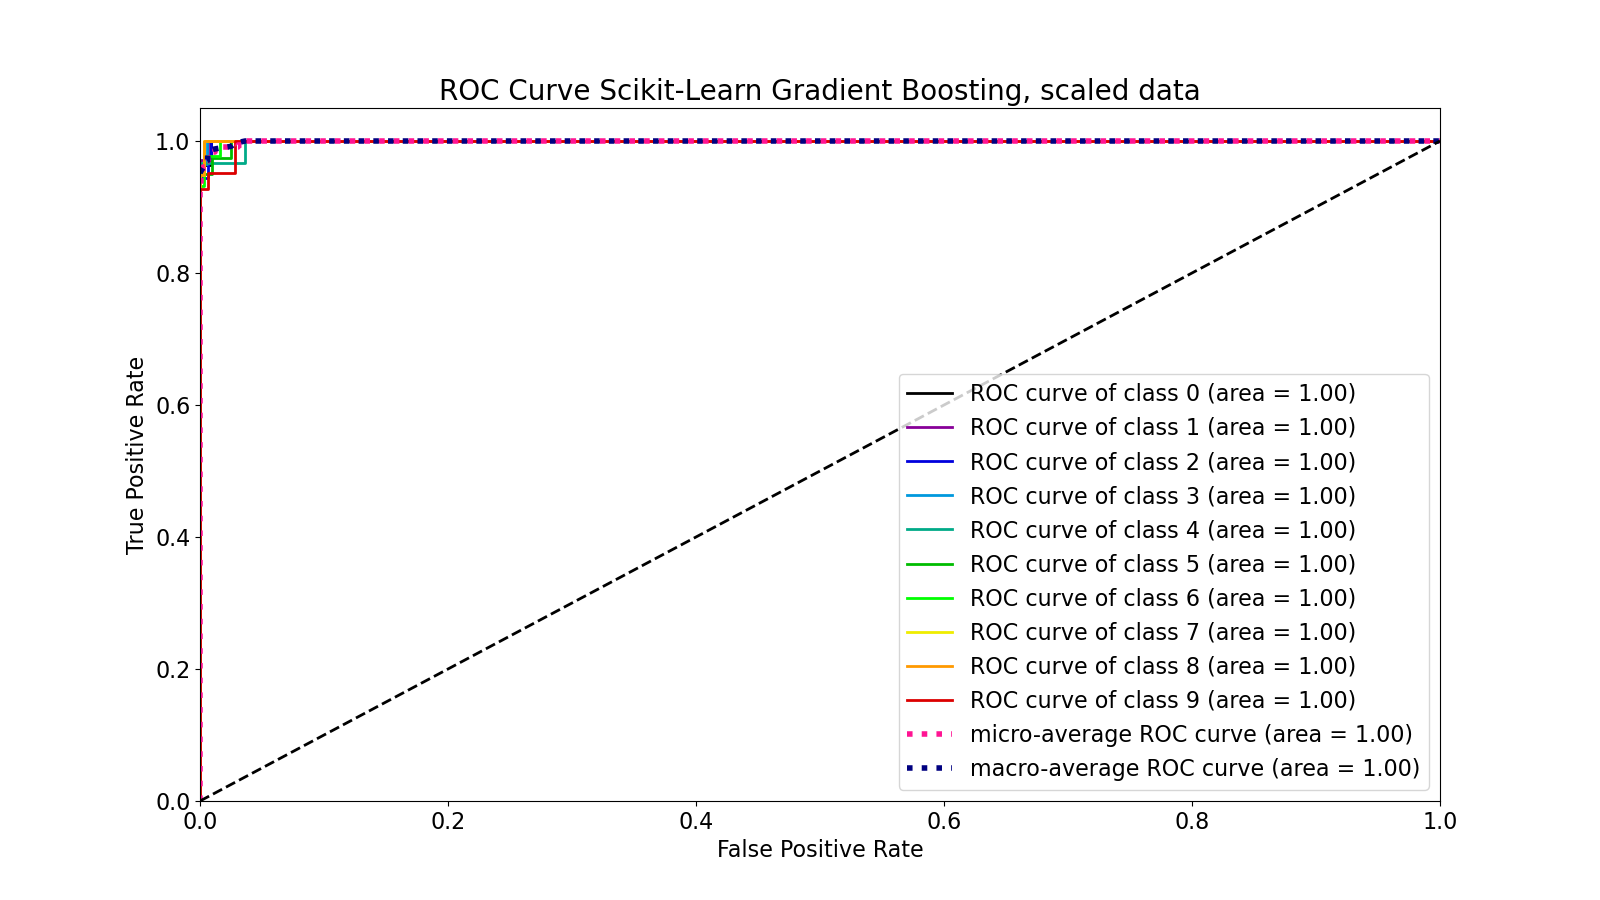 ROC Curve Scikit-Learn Gradient Boosting, scaled data
True Positive Rate
1.0
0.8
0.6
0.4
0.2
0.0
ROC curve of class 0 (area = 1.00)
ROC curve of class 1 (area = 1.00)
ROC curve of class 2 (area = 1.00)
ROC curve of class 3 (area = 1.00)
ROC curve of class 4 (area = 1.00)
ROC curve of class 5 (area = 1.00)
ROC curve of class 6 (area = 1.00)
ROC curve of class 7 (area = 1.00)
ROC curve of class 8 (area = 1.00)
ROC curve of class 9 (area = 1.00)
micro-average ROC curve (area = 1.00)
macro-average ROC curve (area = 1.00)
0.0 0.2 0.4 0.6 0.8 1.0
False Positive Rate